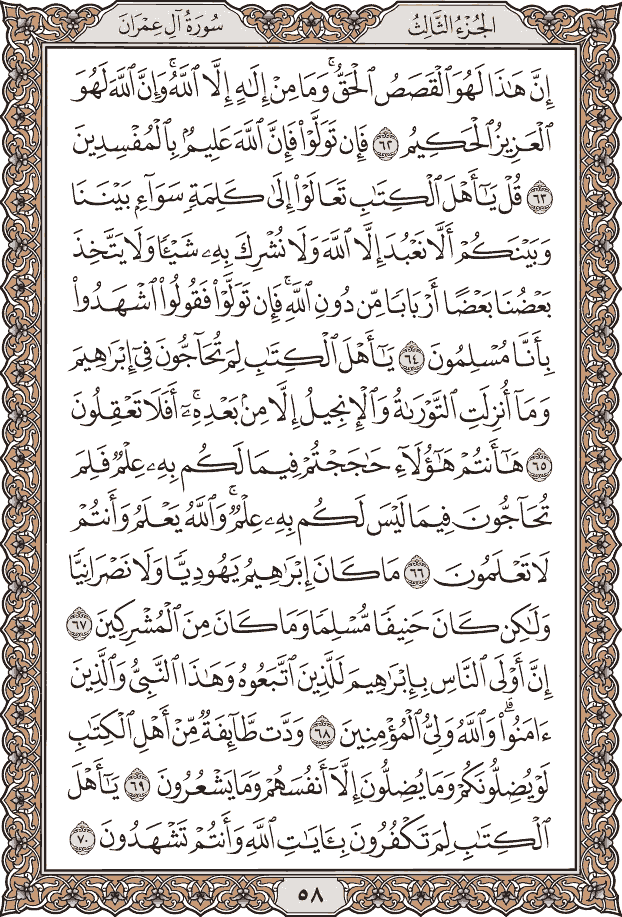 الجُزْءُ الثَّالِثُ
سُورَةُ آلِ عِمْرَانَ
إِنَّ هَٰذَا لَهُوَ ٱلْقَصَصُ ٱلْحَقُّۚ وَمَا مِنْ إِلَٰهٍ إِلَّا ٱللَّهُۚ وَإِنَّ ٱللَّهَ لَهُوَ
ٱلْعَزِيزُ ٱلْحَكِيمُ ٦٢ فَإِن تَوَلَّوْا۟ فَإِنَّ ٱللَّهَ عَلِيمٌۢ بِٱلْمُفْسِدِينَ
٦٣ قُلْ يَٰٓأَهْلَ ٱلْكِتَٰبِ تَعَالَوْا۟ إِلَىٰ كَلِمَةٍ سَوَآءٍۭ بَيْنَنَا
وَبَيْنَكُمْ أَلَّا نَعْبُدَ إِلَّا ٱللَّهَ وَلَا نُشْرِكَ بِهِۦ شَيْـًٔا وَلَا يَتَّخِذَ
بَعْضُنَا بَعْضًا أَرْبَابًا مِّن دُونِ ٱللَّهِۚ فَإِن تَوَلَّوْا۟ فَقُولُوا۟ ٱشْهَدُوا۟
بِأَنَّا مُسْلِمُونَ ٦٤ يَٰٓأَهْلَ ٱلْكِتَٰبِ لِمَ تُحَآجُّونَ فِىٓ إِبْرَٰهِيمَ
وَمَآ أُنزِلَتِ ٱلتَّوْرَىٰةُ وَٱلْإِنجِيلُ إِلَّا مِنۢ بَعْدِهِۦٓۚ أَفَلَا تَعْقِلُونَ
٦٥ هَٰٓأَنتُمْ هَٰٓؤُلَآءِ حَٰجَجْتُمْ فِيمَا لَكُم بِهِۦ عِلْمٌ فَلِمَ
تُحَآجُّونَ فِيمَا لَيْسَ لَكُم بِهِۦ عِلْمٌۚ وَٱللَّهُ يَعْلَمُ وَأَنتُمْ
لَا تَعْلَمُونَ ٦٦ مَا كَانَ إِبْرَٰهِيمُ يَهُودِيًّا وَلَا نَصْرَانِيًّا
وَلَٰكِن كَانَ حَنِيفًا مُّسْلِمًا وَمَا كَانَ مِنَ ٱلْمُشْرِكِينَ ٦٧
إِنَّ أَوْلَى ٱلنَّاسِ بِإِبْرَٰهِيمَ لَلَّذِينَ ٱتَّبَعُوهُ وَهَٰذَا ٱلنَّبِىُّ وَٱلَّذِينَ
ءَامَنُوا۟ۗ وَٱللَّهُ وَلِىُّ ٱلْمُؤْمِنِينَ ٦٨ وَدَّت طَّآئِفَةٌ مِّنْ أَهْلِ ٱلْكِتَٰبِ
لَوْ يُضِلُّونَكُمْ وَمَا يُضِلُّونَ إِلَّآ أَنفُسَهُمْ وَمَا يَشْعُرُونَ ٦٩ يَٰٓأَهْلَ
ٱلْكِتَٰبِ لِمَ تَكْفُرُونَ بِـَٔايَٰتِ ٱللَّهِ وَأَنتُمْ تَشْهَدُونَ ٧٠
٥٨